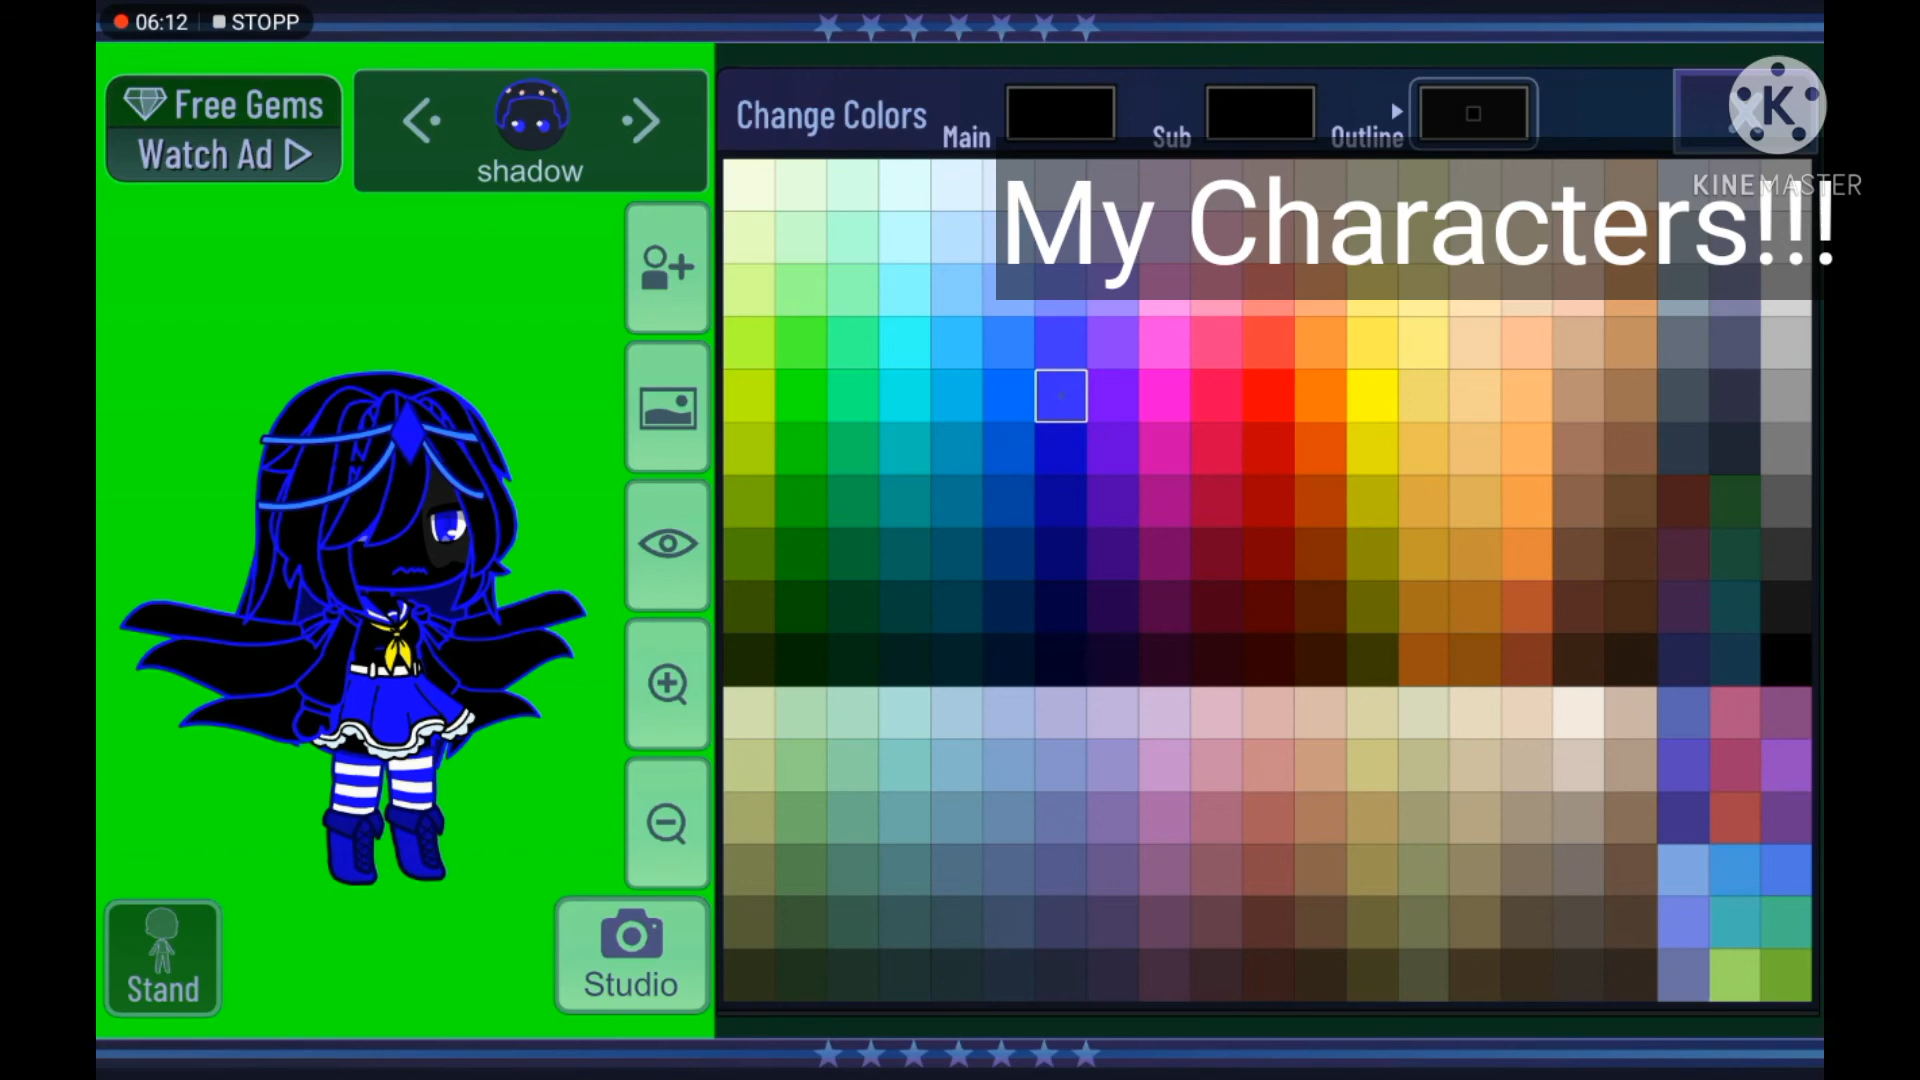 06:12 STOPP
Free Gems
Watch Ad
shadow
Change Colors
Main
Sub
Outline
K
KINEMASTER
My Characters!!!
Stand
Studio